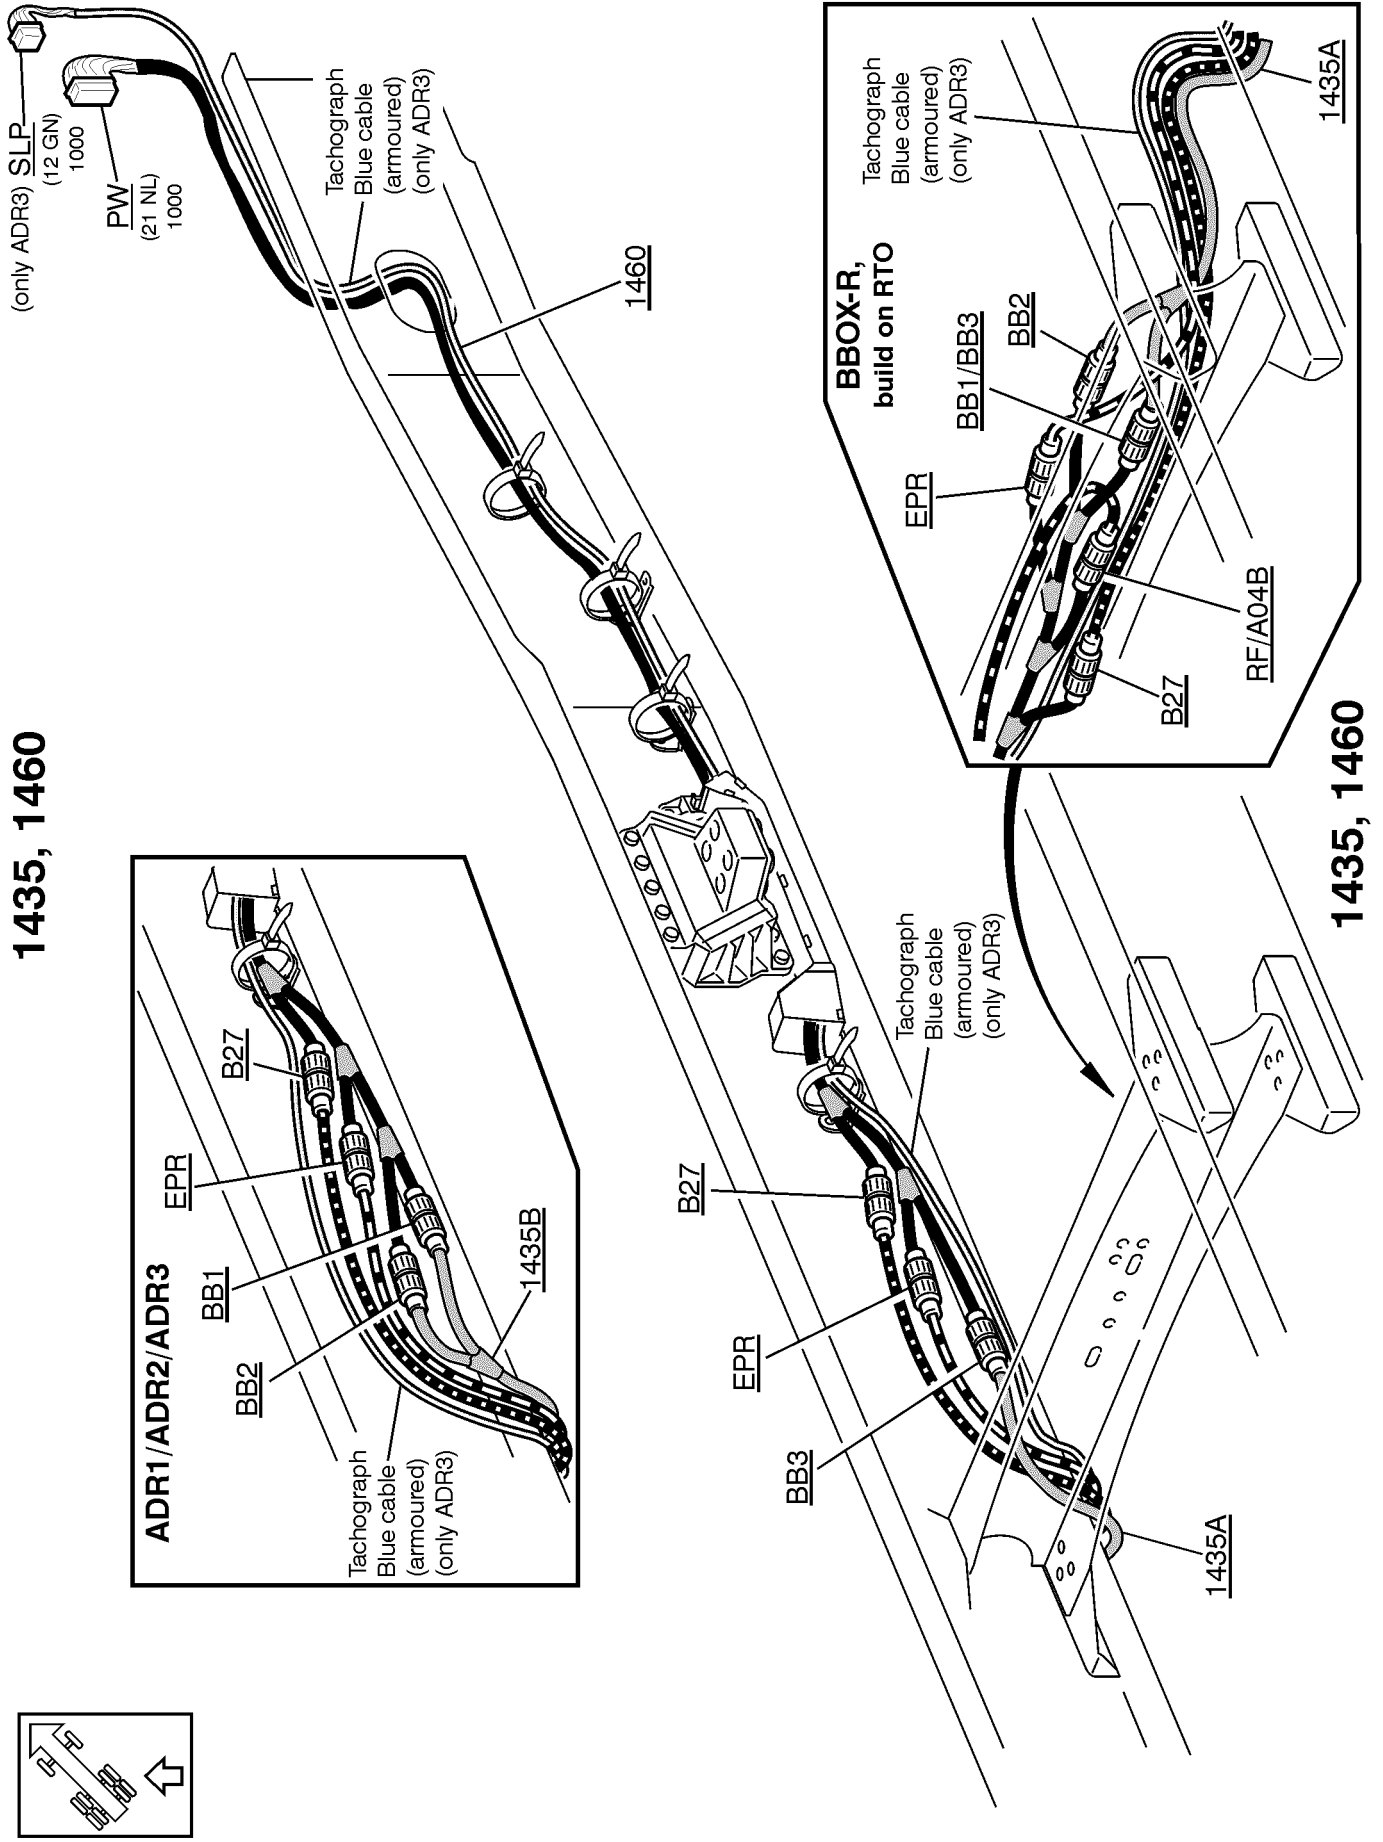 1435, 1460
(only ADR3) SLP
(12 GN)
1000
PW
(21 NL)
1000
Tachograph
Blue cable
(armoured)
(only ADR3)
1460
ADR1/ADR2/ADR3
B27
EPR
BB1
BB2
1435B
Tachograph
Blue cable
(armoured)
(only ADR3)
B27
EPR
BB3
Tachograph
Blue cable
(armoured)
(only ADR3)
1435A
BBOX-R,
build on RTO
Tachograph
Blue cable
(armoured)
(only ADR3)
1435A
EPR
BB1/BB3
BB2
RF/A04B
B27
1435, 1460